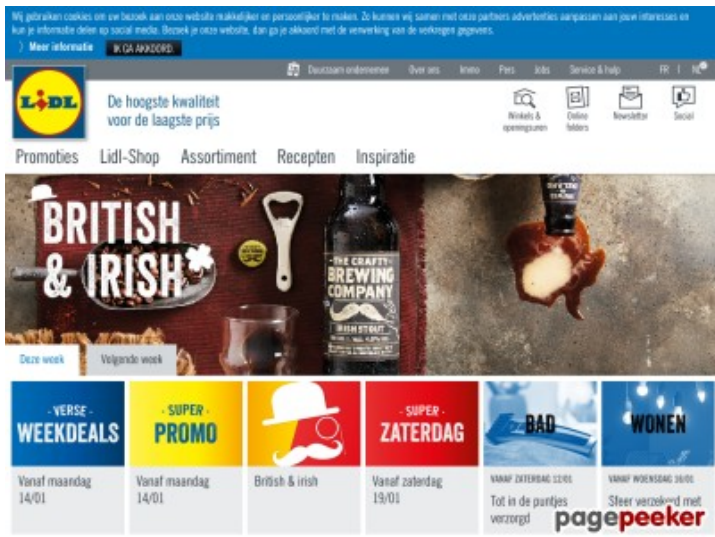 Wij gebruiken cookies om uw bezoek aan onze website makkelijker en persoonlijker te maken. Zo kunnen wij samen met onze partners advertenties aanpassen aan jouw interesses en
kun je informatie delen op social media. Bezoek je onze website, dan ga je akkoord met de verwerking van de verkregen gegevens.
Meer informatie IK GA AKKOORD.
Duurzaam ondernemen Over ons Immo Pers Jobs Service & hulp FR | NL
LIDL
De hoogste kwaliteit
voor de laagste prijs
Winkels &
openingsuren
Online
folders
Newsletter
Social
Promoties Lidl-Shop Assortiment Recepten Inspiratie
BRITISH
& IRISH
THE CRAFTY
BREWING
COMPANY
IRISH STOUT
Deze week Volgende week
- VERSE -
WEEKDEALS
- SUPER -
PROMO
- SUPER -
ZATERDAG
BAD
WONEN
Vanaf maandag
14/01
Vanaf maandag
14/01
British & irish
Vanaf zaterdag
19/01
VANAF ZATERDAG 12/01
Tot in de puntjes
verzorgd
VANAF WOENSDAG 16/01
Sfeer verzekerd met
pagepeeker